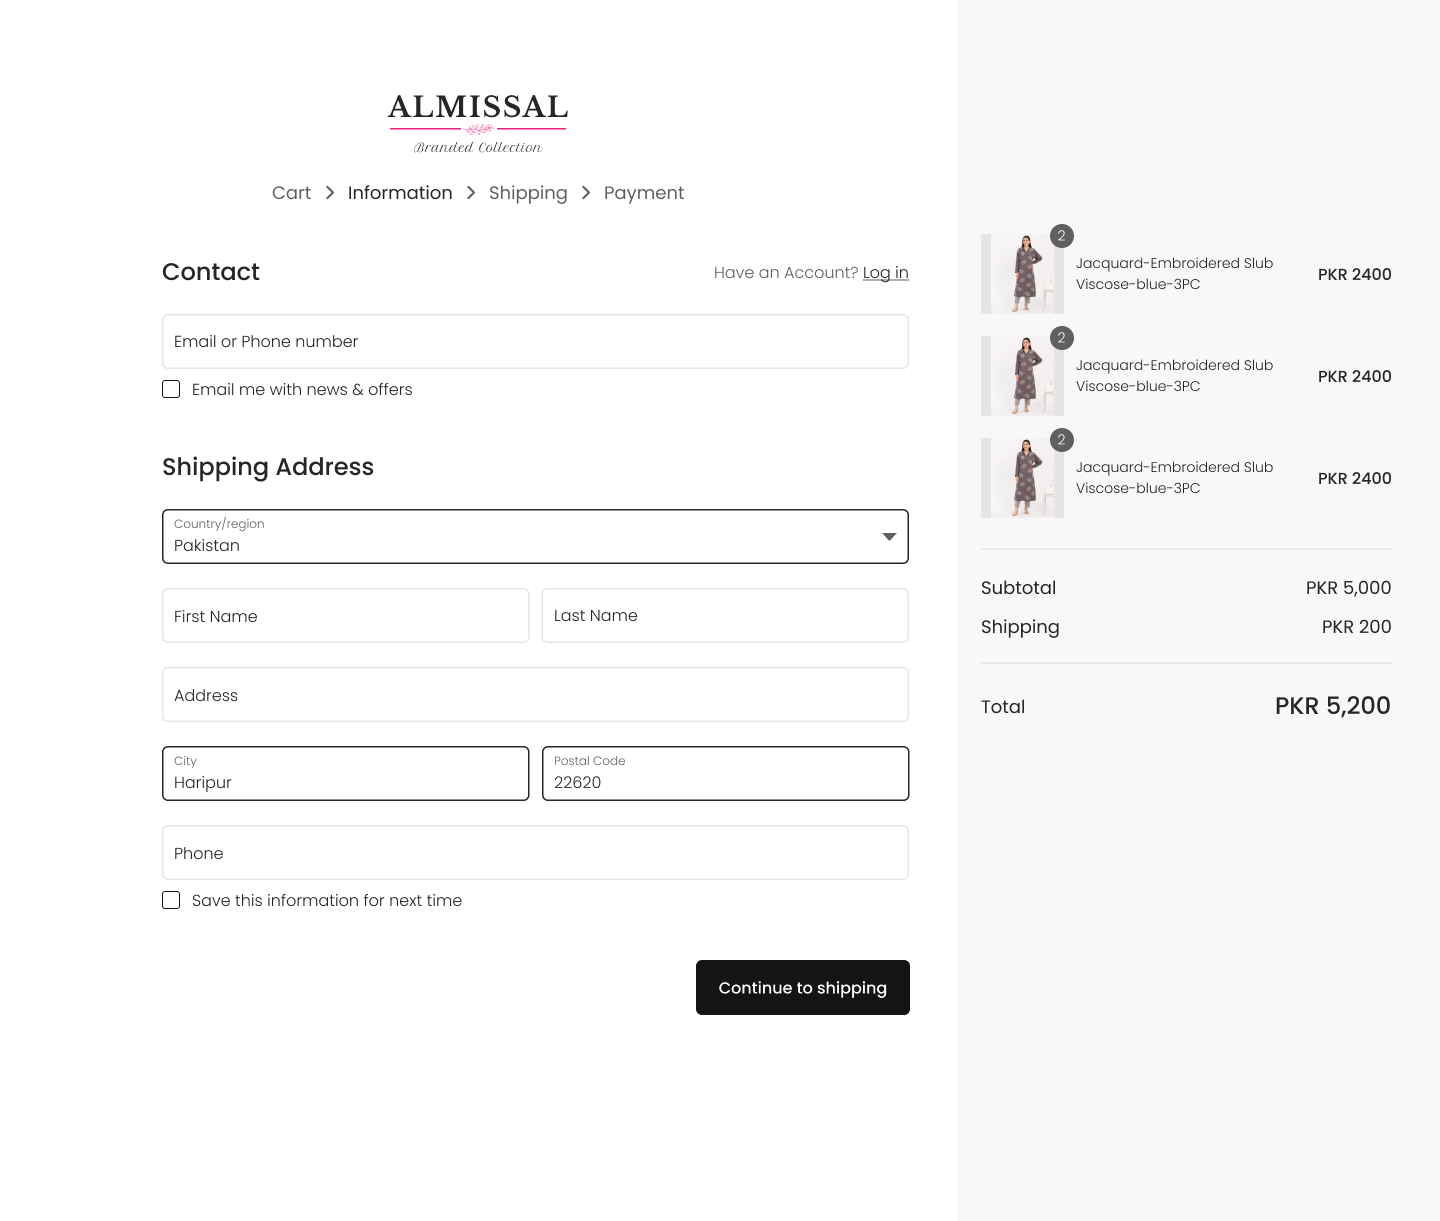 ALMISSAL
Branded Collection
Cart > Information > Shipping > Payment
Contact
Have an Account? Log in
Email or Phone number
Email me with news & offers
Shipping Address
Country/region
Pakistan
First Name
Last Name
Address
City
Haripur
Postal Code
22620
Phone
Save this information for next time
Continue to shipping
2
Jacquard-Embroidered Slub
Viscose-blue-3PC
PKR 2400
2
Jacquard-Embroidered Slub
Viscose-blue-3PC
PKR 2400
2
Jacquard-Embroidered Slub
Viscose-blue-3PC
PKR 2400
Subtotal PKR 5,000
Shipping PKR 200
Total PKR 5,200